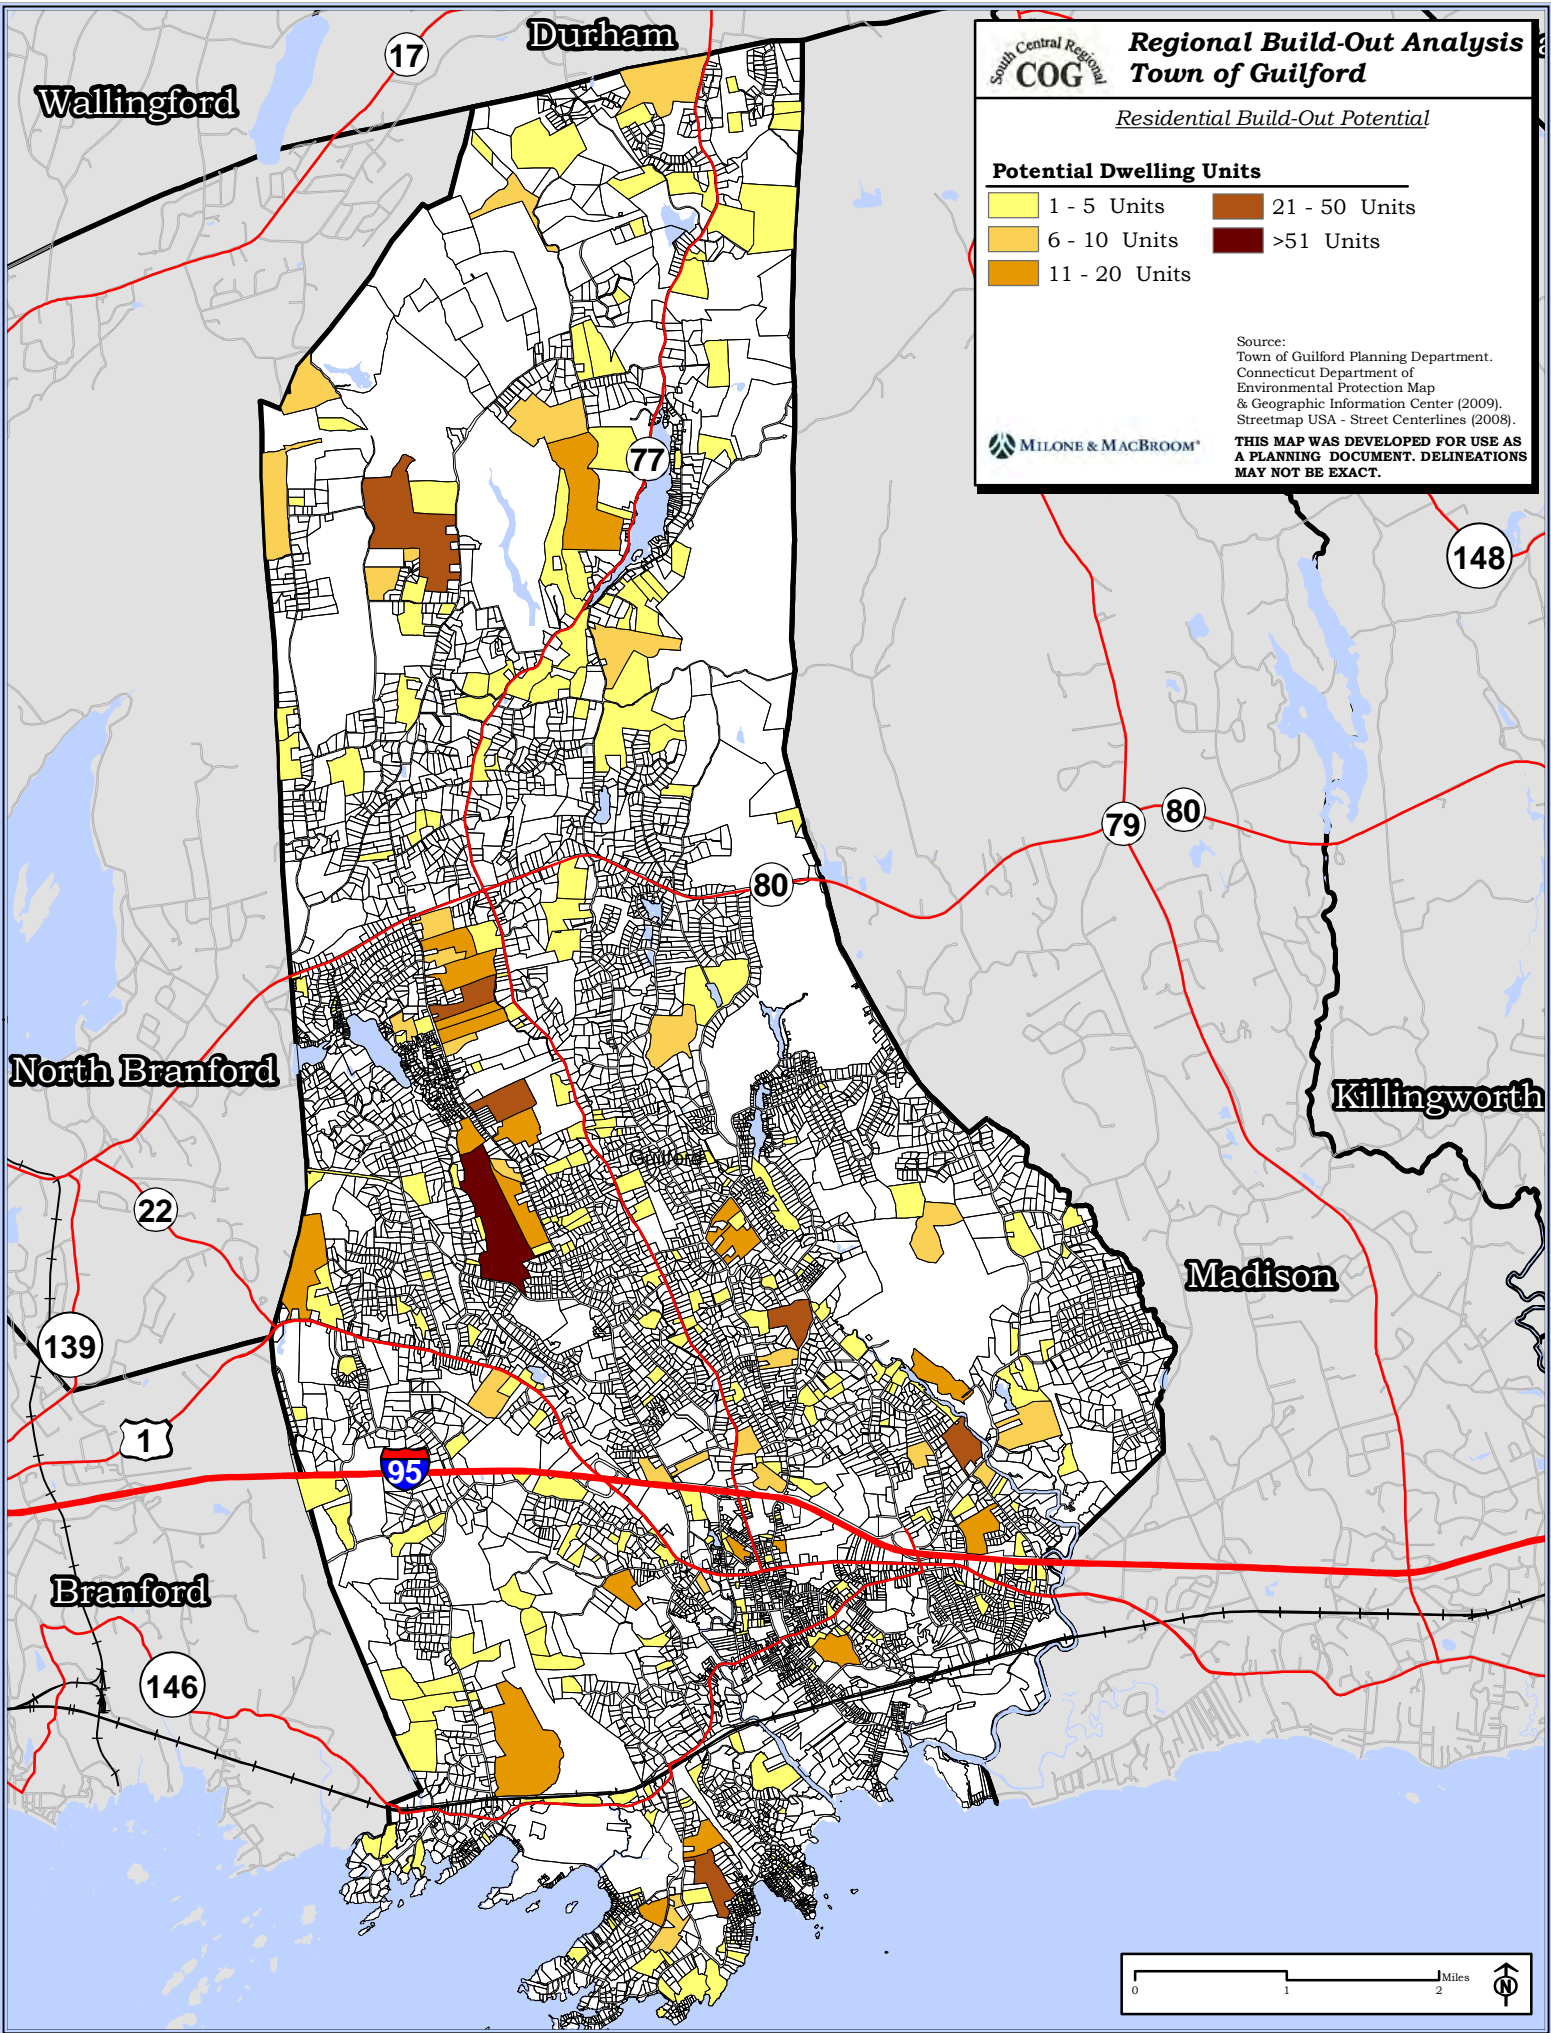 Durham
17
Wallingford
South Central Regional
COG
Regional Build-Out Analysis
Town of Guilford
Residential Build-Out Potential
Potential Dwelling Units
1 - 5 Units
21 - 50 Units
6 - 10 Units
>51 Units
11 - 20 Units
Source:
Town of Guilford Planning Department.
Connecticut Department of
Environmental Protection Map
& Geographic Information Center (2009).
Streetmap USA - Street Centerlines (2008).
MILONE & MACBROOM®
THIS MAP WAS DEVELOPED FOR USE AS
A PLANNING DOCUMENT. DELINEATIONS
MAY NOT BE EXACT.
77
148
79
80
80
North Branford
Killingworth
Guilford
22
Madison
139
1
95
Branford
146
Miles
0 1 2
N